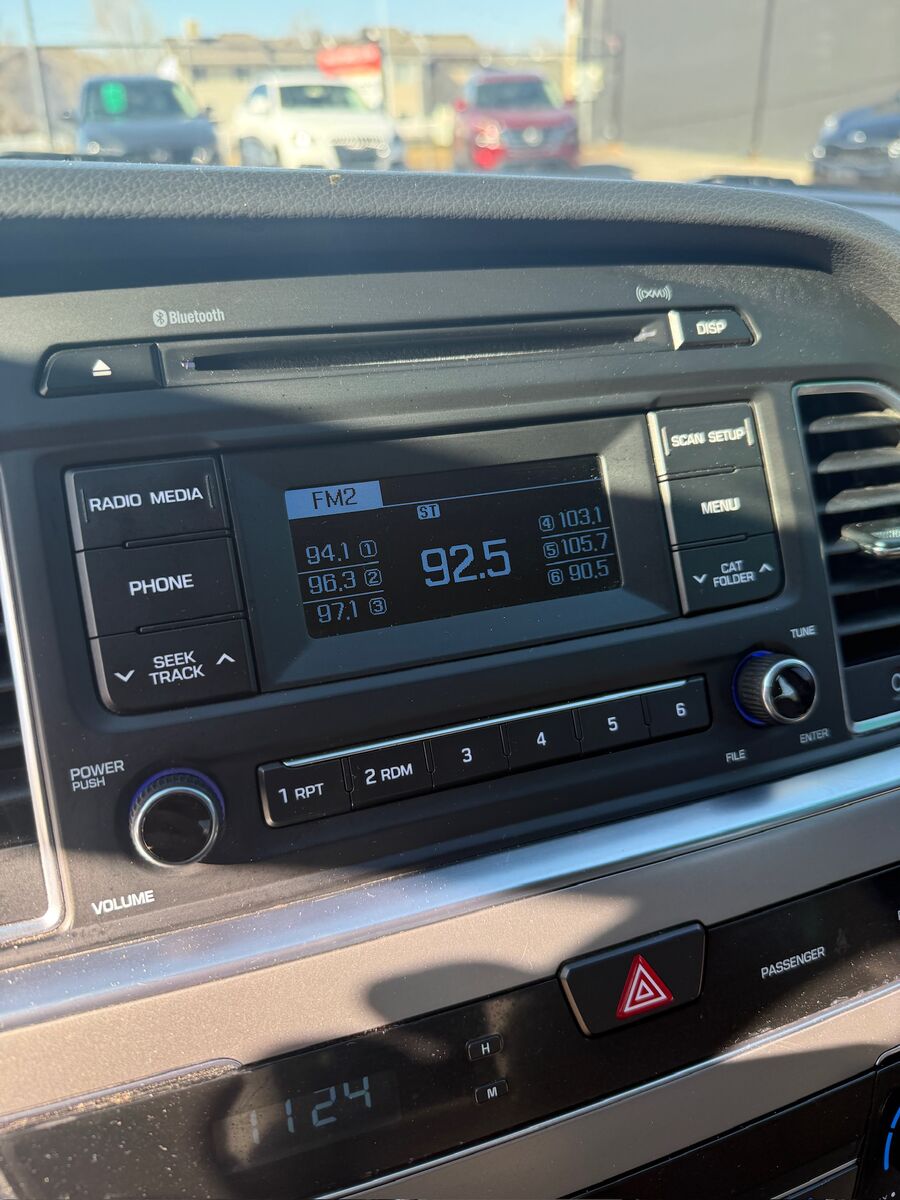 Bluetooth
((XM))
DISP
RADIO MEDIA
PHONE
SEEK
TRACK
FM2
ST
94.1 1
96.3 2
97.1 3
92.5
4 103.1
5 105.7
6 90.5
SCAN SETUP
MENU
CAT
FOLDER
TUNE
FILE
ENTER
POWER
PUSH
VOLUME
1 RPT
2 RDM
3
4
5
6
PASSENGER
H
M
11 24